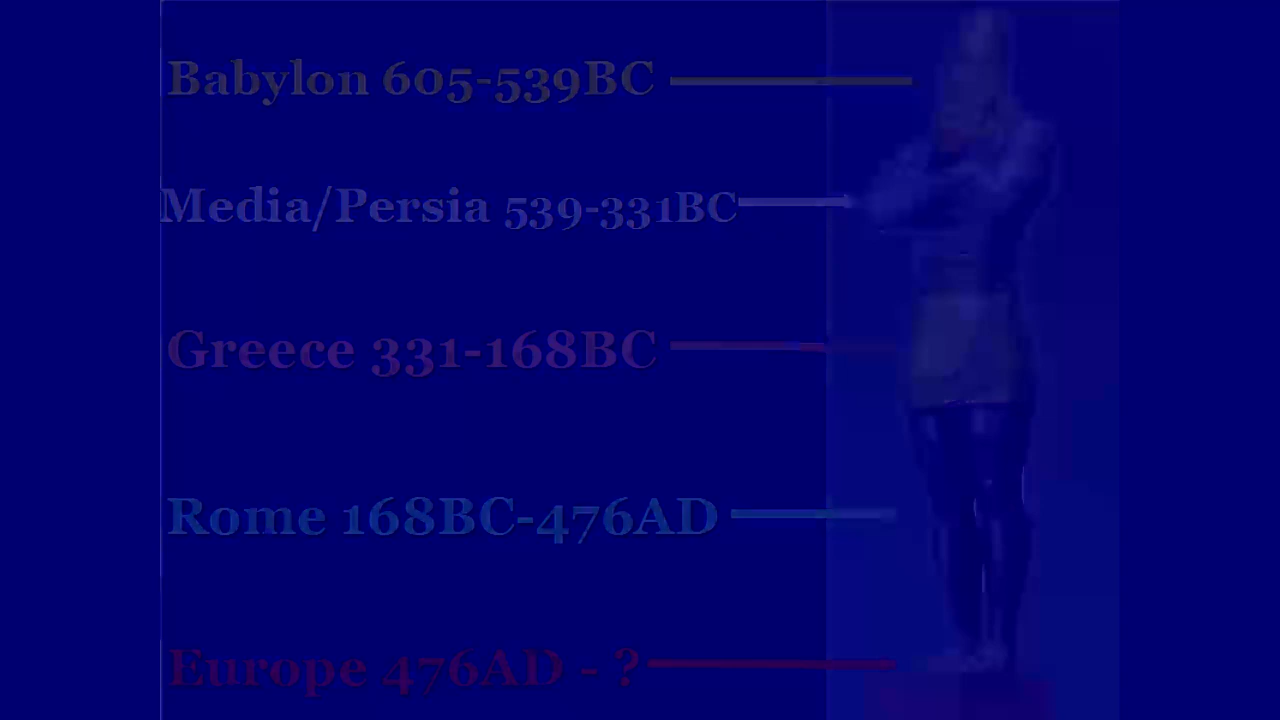 Babylon 605-539BC
Media/Persia 539-331BC
Greece 331-168BC
Rome 168BC-476AD
Europe 476AD - ?